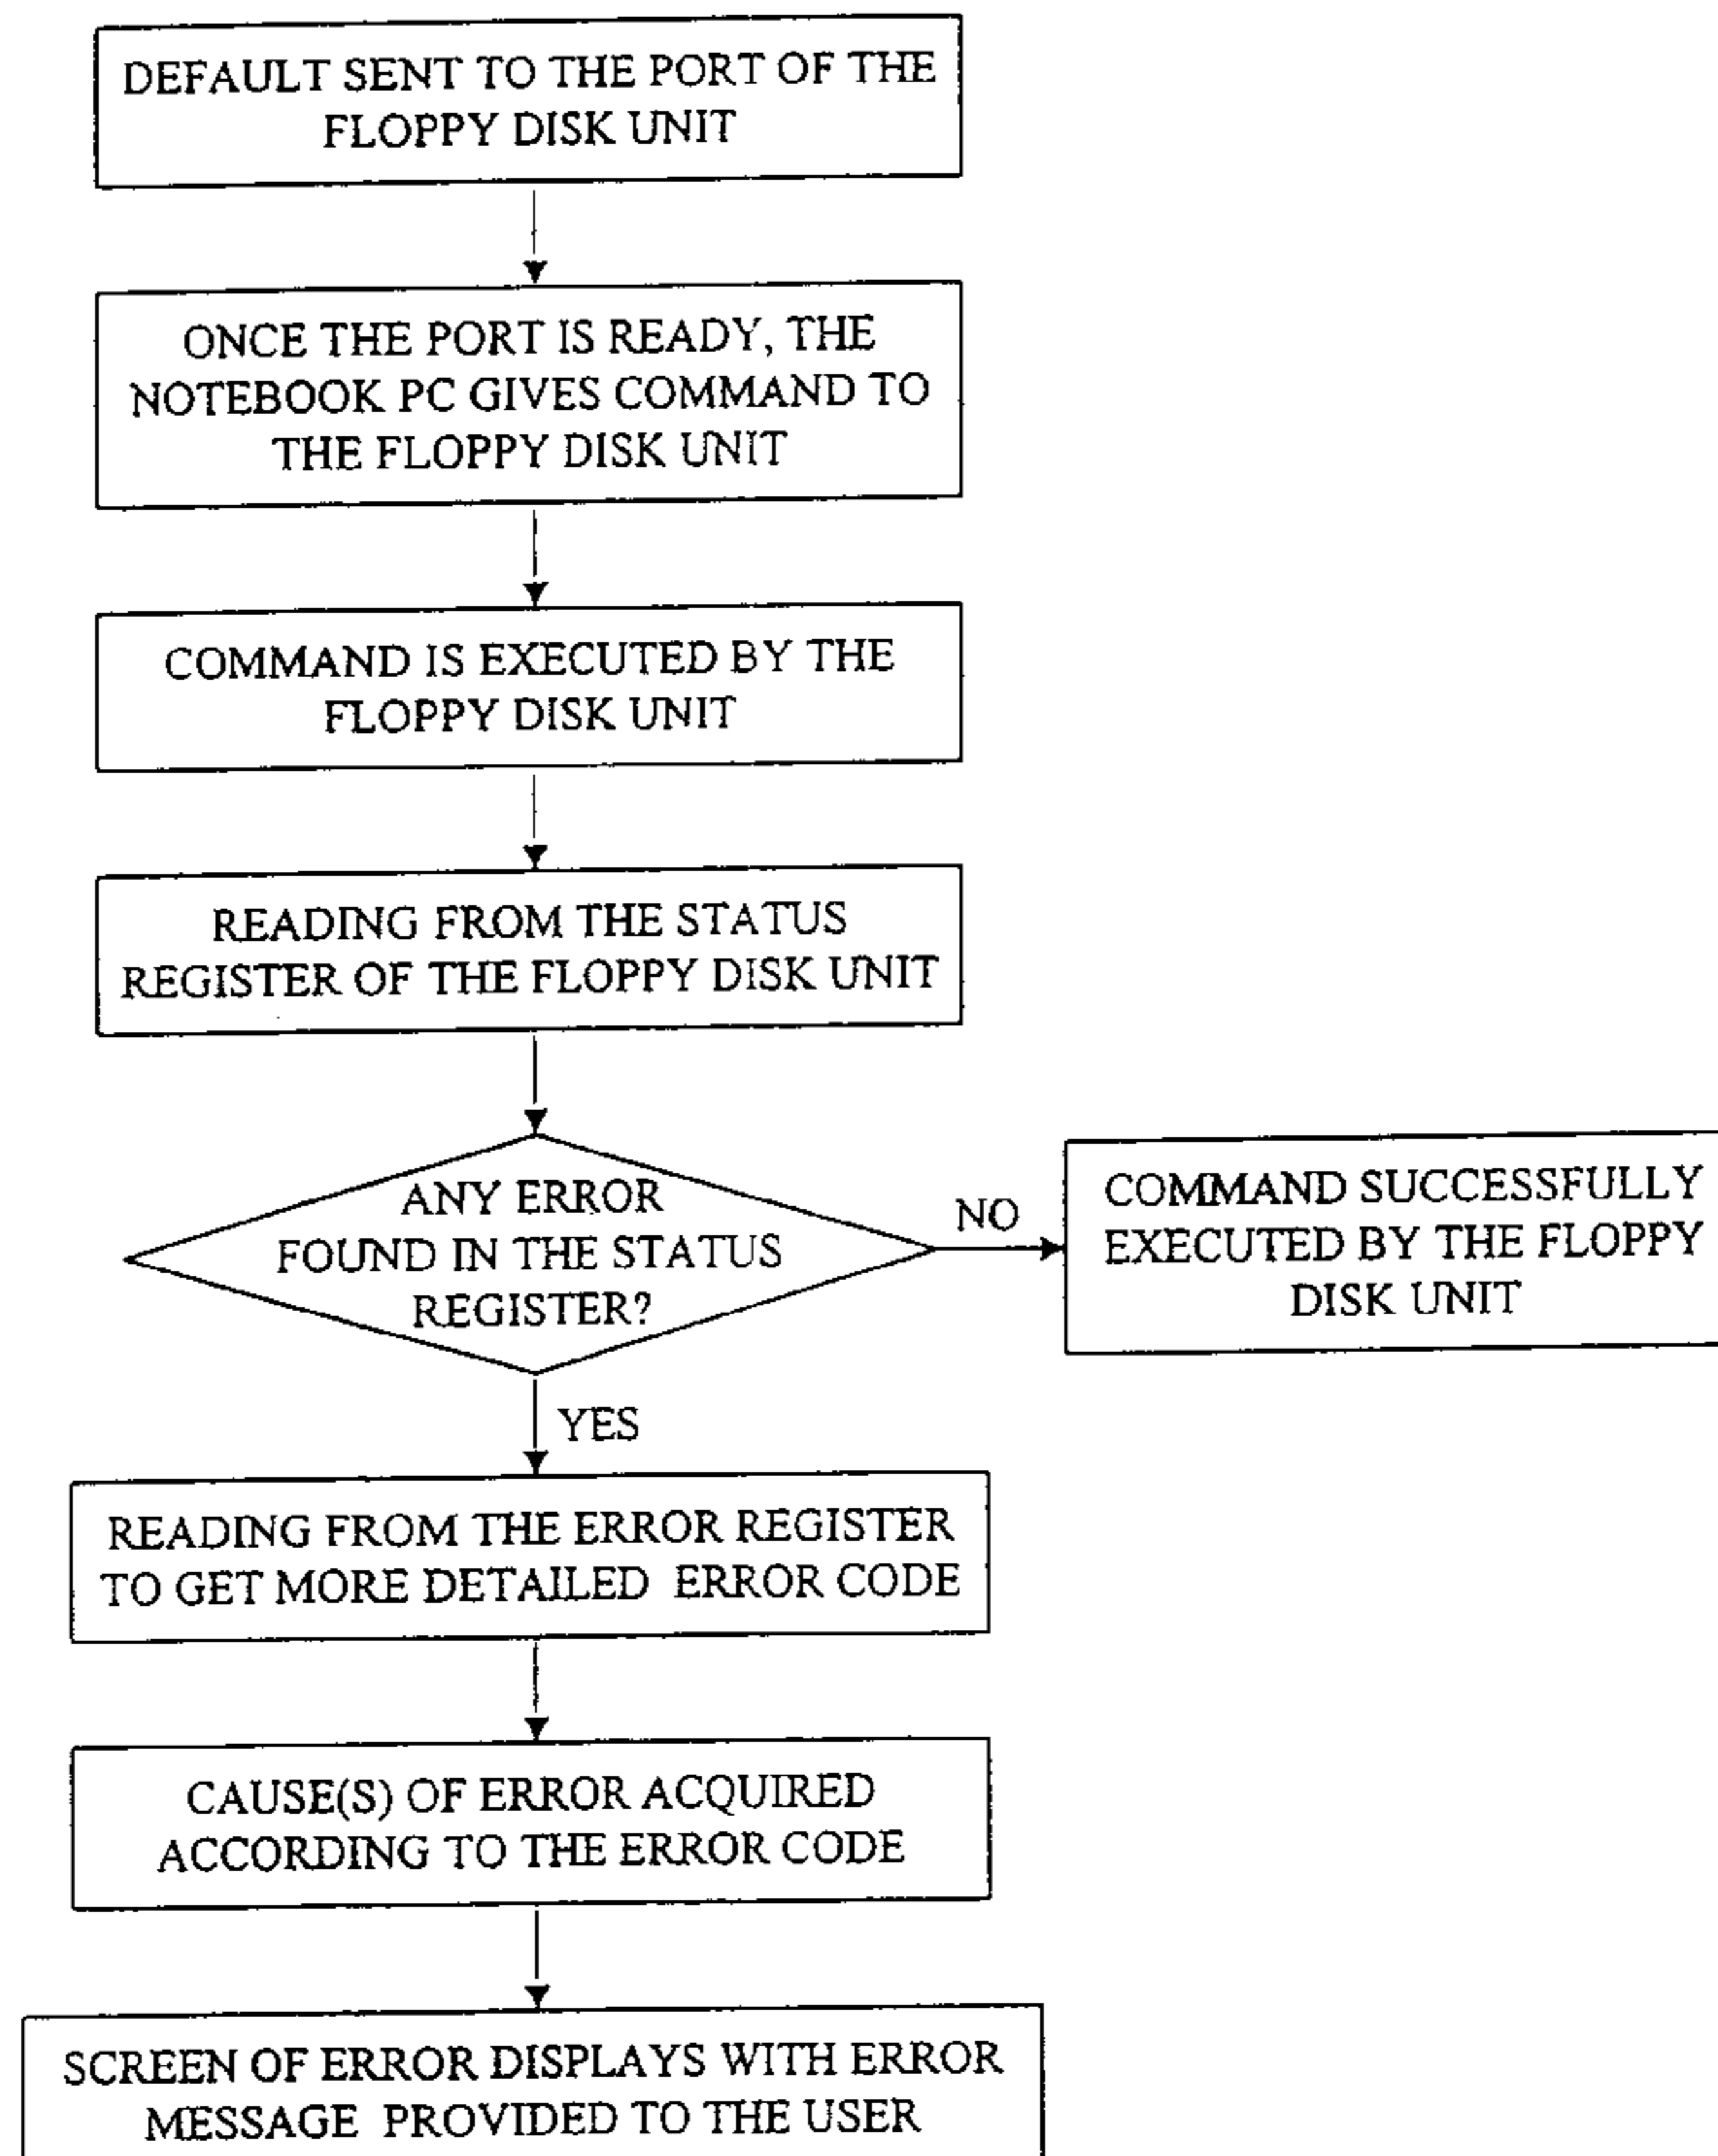 DEFAULT SENT TO THE PORT OF THE
FLOPPY DISK UNIT
ONCE THE PORT IS READY, THE
NOTEBOOK PC GIVES COMMAND TO
THE FLOPPY DISK UNIT
COMMAND IS EXECUTED BY THE
FLOPPY DISK UNIT
READING FROM THE STATUS
REGISTER OF THE FLOPPY DISK UNIT
ANY ERROR
FOUND IN THE STATUS
REGISTER?
NO
COMMAND SUCCESSFULLY
EXECUTED BY THE FLOPPY
DISK UNIT
YES
READING FROM THE ERROR REGISTER
TO GET MORE DETAILED ERROR CODE
CAUSE(S) OF ERROR ACQUIRED
ACCORDING TO THE ERROR CODE
SCREEN OF ERROR DISPLAYS WITH ERROR
MESSAGE PROVIDED TO THE USER